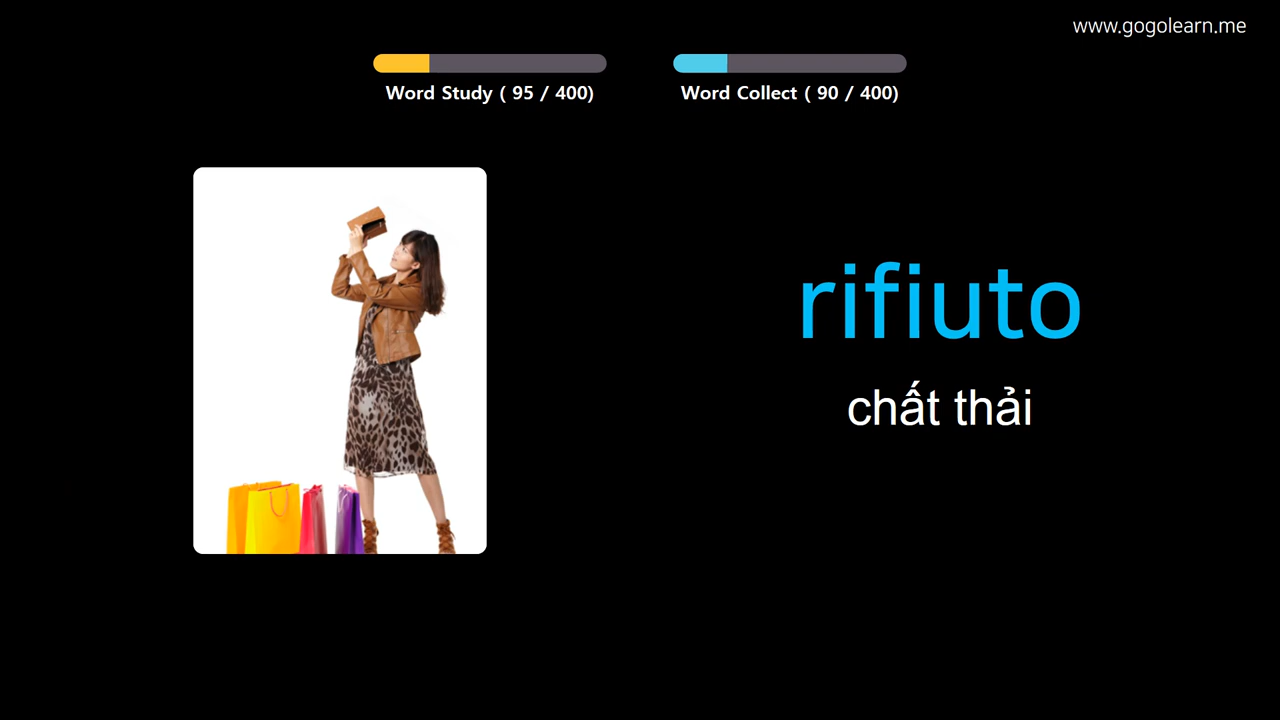 www.gogolearn.me
Word Study ( 95 / 400)
Word Collect ( 90 / 400)
rifiuto
chất thải